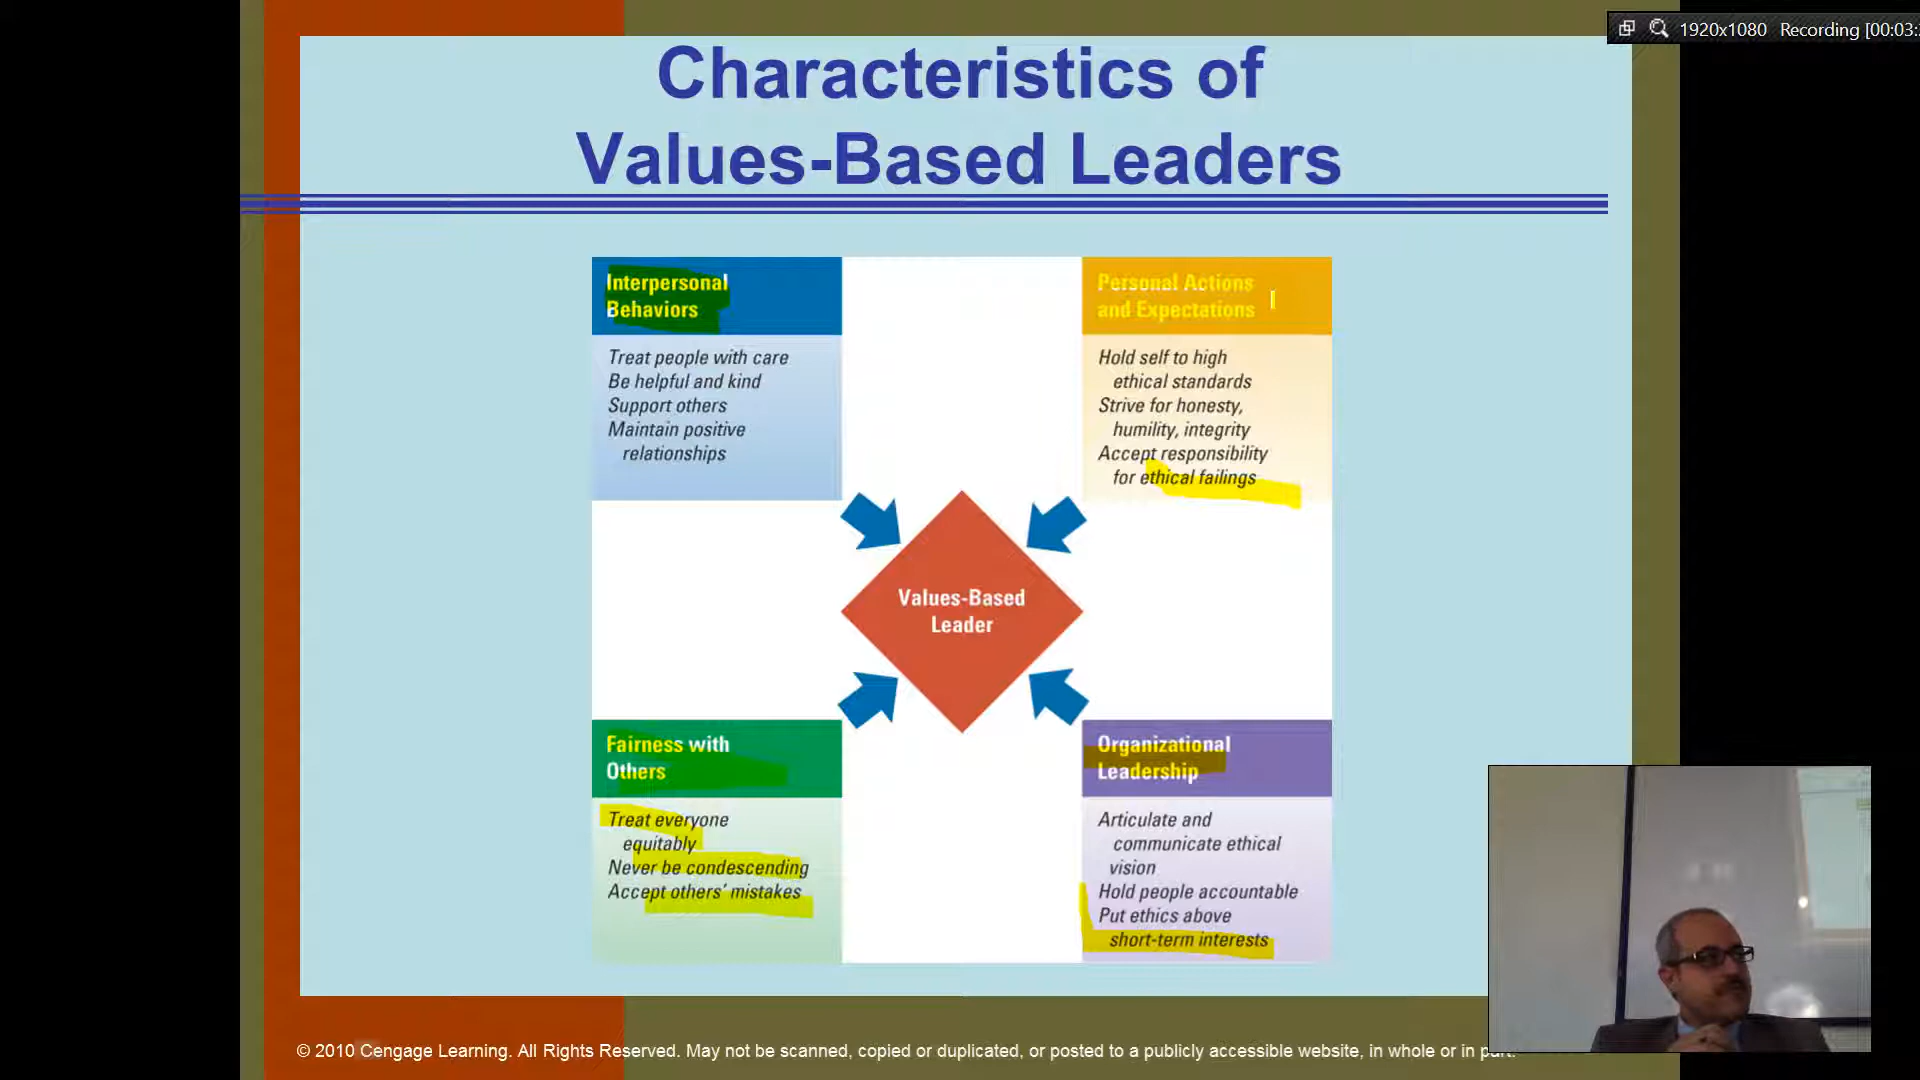 1920x1080 Recording [00:03:
Characteristics of
Values-Based Leaders
Interpersonal
Behaviors
Treat people with care
Be helpful and kind
Support others
Maintain positive
relationships
Personal Actions
and Expectations
Hold self to high
ethical standards
Strive for honesty,
humility, integrity
Accept responsibility
for ethical failings
Values-Based
Leader
Fairness with
Others
Treat everyone
equitably
Never be condescending
Accept others' mistakes
Organizational
Leadership
Articulate and
communicate ethical
vision
Hold people accountable
Put ethics above
short-term interests
© 2010 Cengage Learning. All Rights Reserved. May not be scanned, copied or duplicated, or posted to a publicly accessible website, in whole or in part.